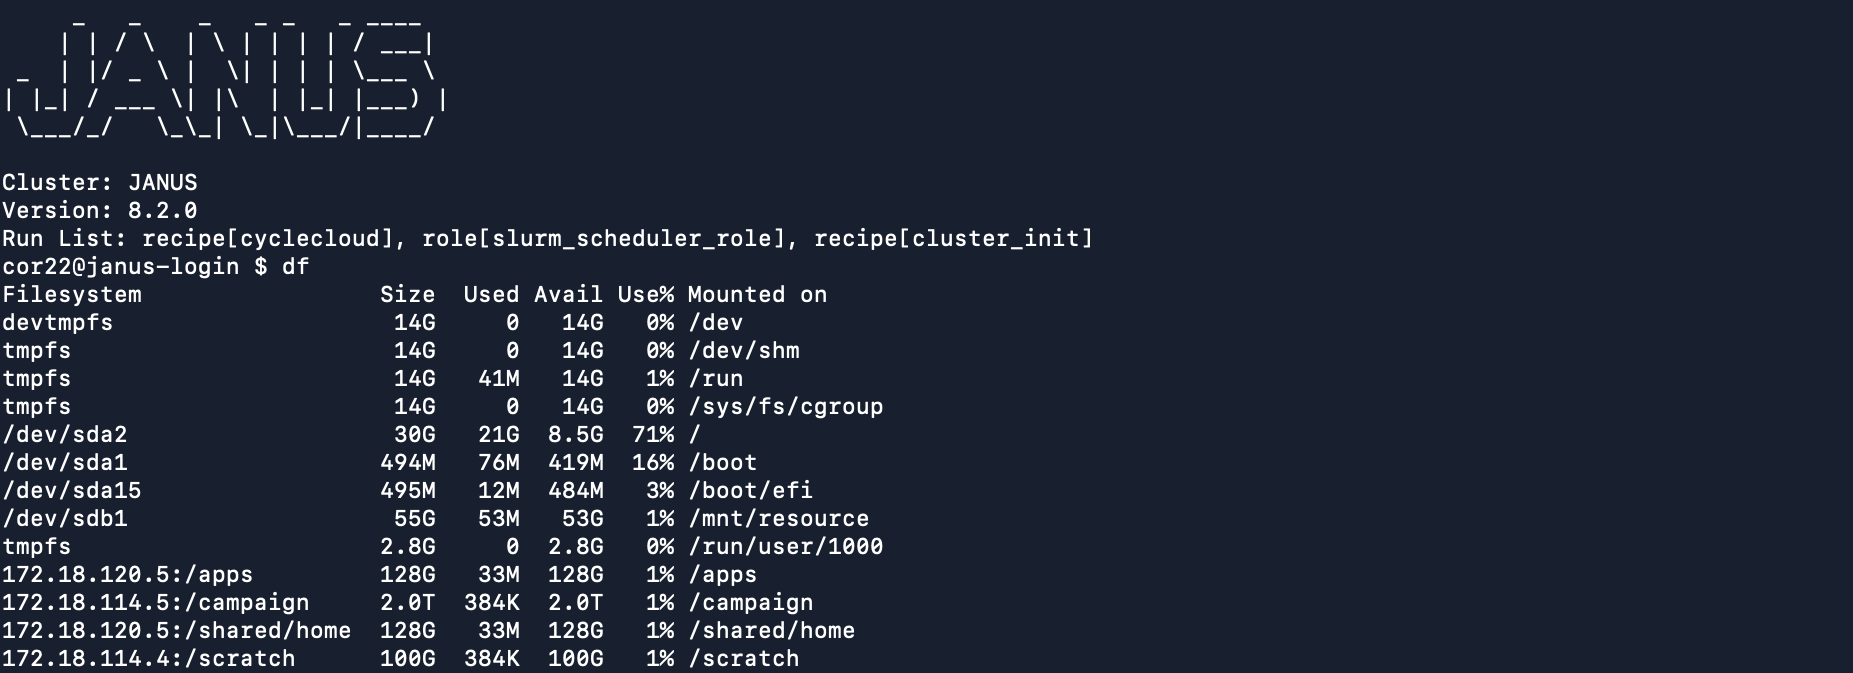 _    _    _   _ _   _ ____
    | | / \  | \ | | | | / ___|
 _  | |/ _ \ |  \| | | | \___ \
| |_| / ___ \| |\  | |_| |___) |
 \___/_/   \_\_| \_|\___/|____/
Cluster: JANUS
Version: 8.2.0
Run List: recipe[cyclecloud], role[slurm_scheduler_role], recipe[cluster_init]
cor22@janus-login $ df
Filesystem                 Size  Used Avail Use% Mounted on
devtmpfs                    14G     0   14G   0% /dev
tmpfs                       14G     0   14G   0% /dev/shm
tmpfs                       14G   41M   14G   1% /run
tmpfs                       14G     0   14G   0% /sys/fs/cgroup
/dev/sda2                   30G   21G  8.5G  71% /
/dev/sda1                  494M   76M  419M  16% /boot
/dev/sda15                 495M   12M  484M   3% /boot/efi
/dev/sdb1                   55G   53M   53G   1% /mnt/resource
tmpfs                      2.8G     0  2.8G   0% /run/user/1000
172.18.120.5:/apps         128G   33M  128G   1% /apps
172.18.114.5:/campaign     2.0T  384K  2.0T   1% /campaign
172.18.120.5:/shared/home  128G   33M  128G   1% /shared/home
172.18.114.4:/scratch      100G  384K  100G   1% /scratch